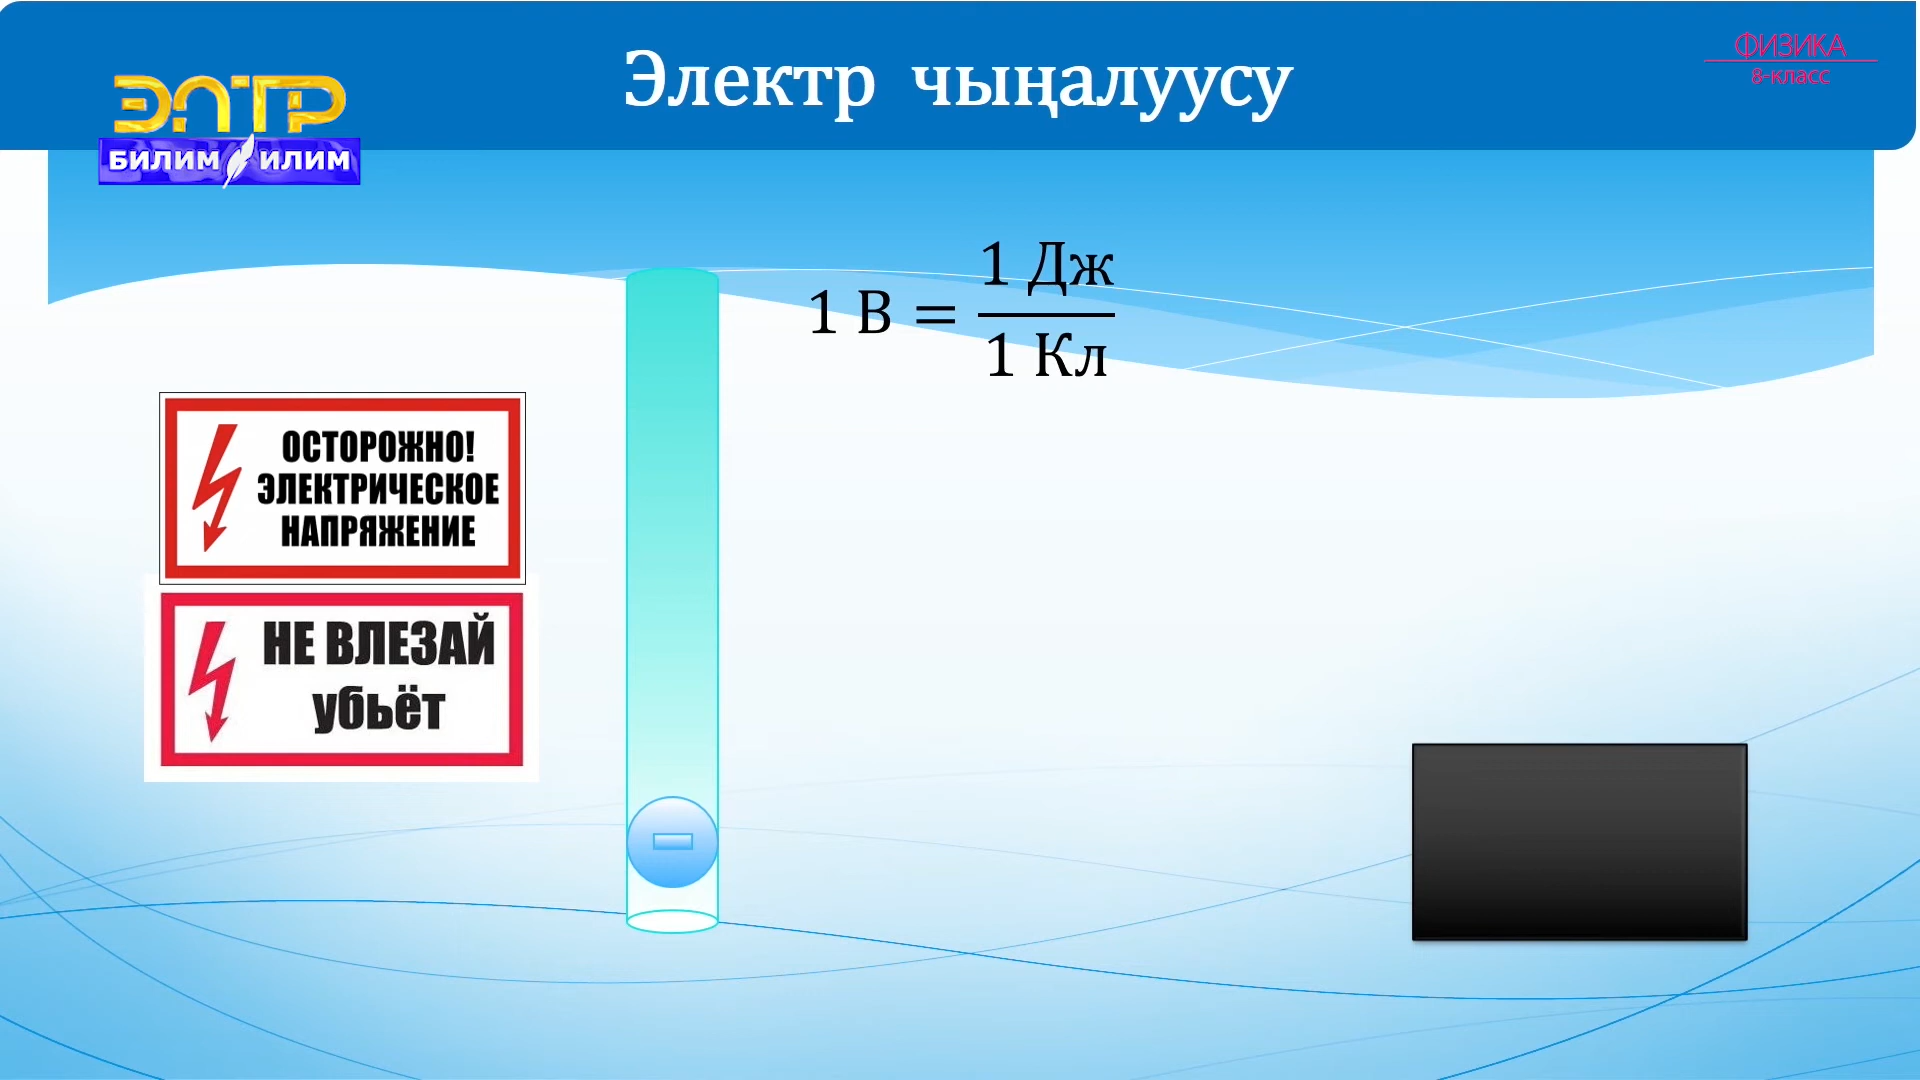 Электр чыңалуусу
ФИЗИКА
8-класс
ЭЛТР
БИЛИМ ИЛИМ
1 В = 1 Дж / 1 Кл
ОСТОРОЖНО!
ЭЛЕКТРИЧЕСКОЕ
НАПРЯЖЕНИЕ
НЕ ВЛЕЗАЙ
убьёт